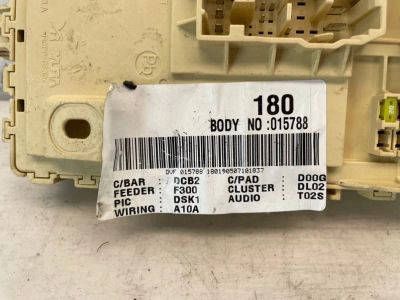 180
BODY NO :015788
DVF 015788 180190507101837
C/BAR : DCB2 C/PAD : D00G
FEEDER: F300 CLUSTER : DL02
PIC : DSK1 AUDIO : T02S
WIRING : A10A